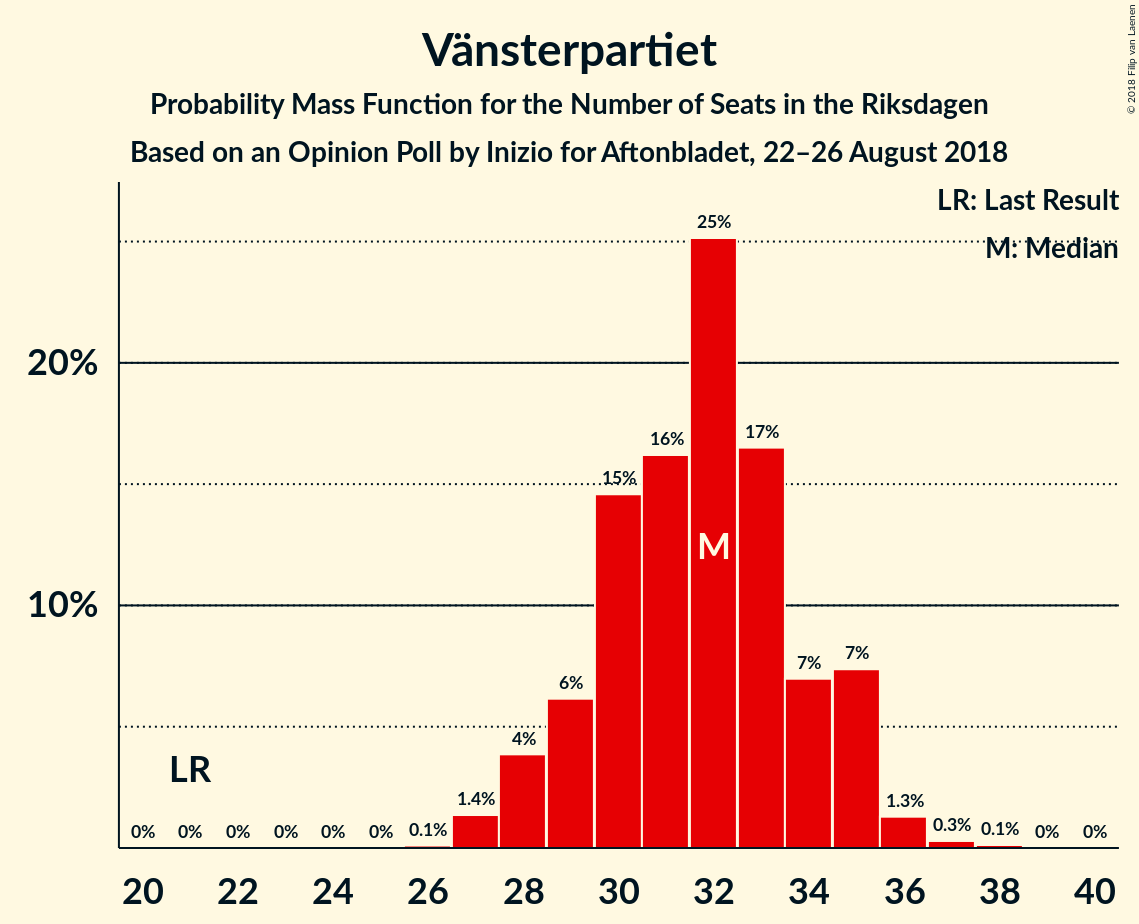 Vänsterpartiet
Probability Mass Function for the Number of Seats in the Riksdagen
Based on an Opinion Poll by Inizio for Aftonbladet, 22–26 August 2018
© 2018 Filip van Laenen
LR: Last Result
M: Median
25%
20%
17%
16%
15%
M
10%
7%
7%
6%
4%
LR
1.4%
1.3%
0% 0% 0% 0% 0% 0% 0.1% 0.3% 0.1% 0% 0%
20 22 24 26 28 30 32 34 36 38 40